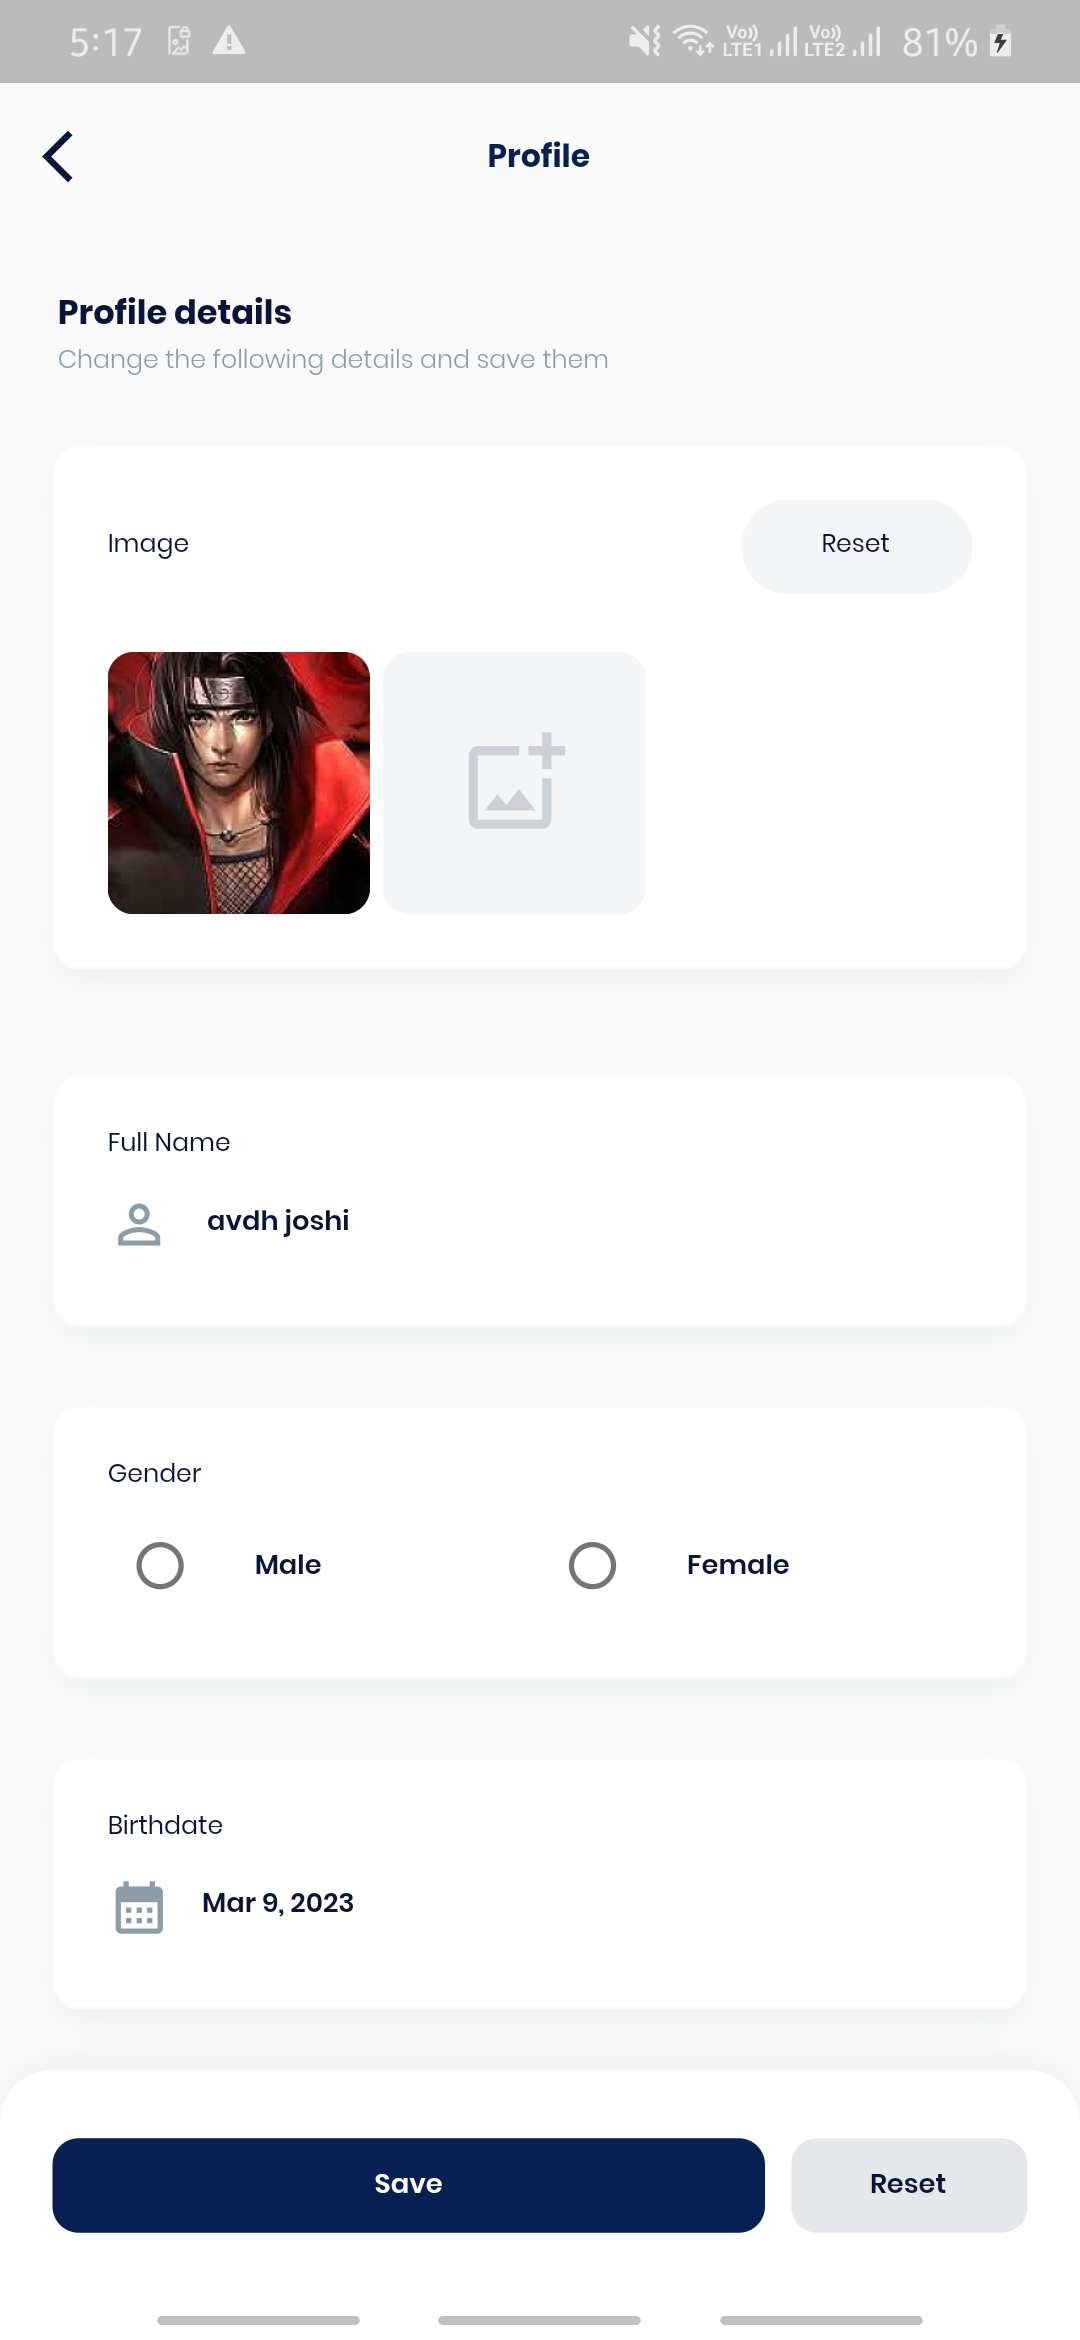 5:17 Vo)) LTE1 Vo)) LTE2 81%
Profile
Profile details
Change the following details and save them
Image Reset
Full Name
avdh joshi
Gender
Male Female
Birthdate
Mar 9, 2023
Save Reset